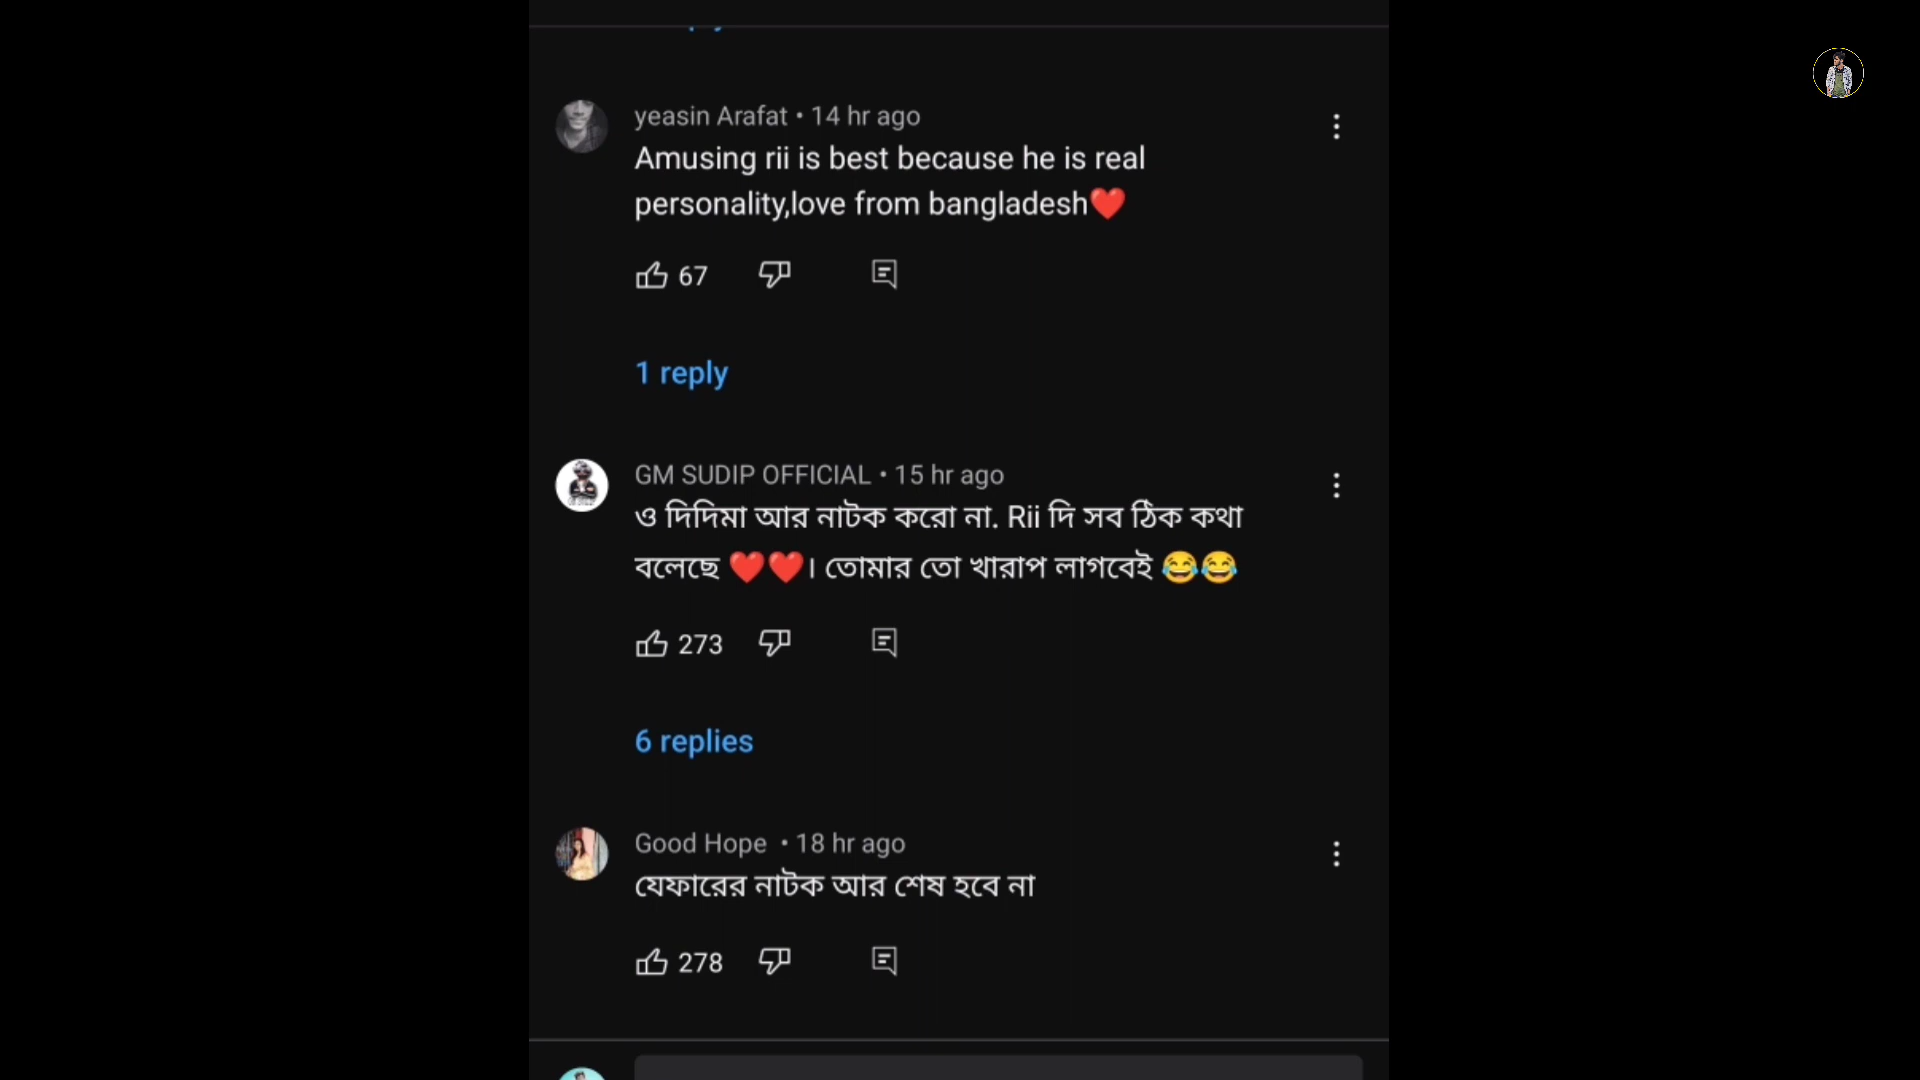 yeasin Arafat • 14 hr ago
Amusing rii is best because he is real
personality,love from bangladesh❤️
67
1 reply
GM SUDIP OFFICIAL • 15 hr ago
ও দিদিমা আর নাটক করো না. Rii দি সব ঠিক কথা
বলেছে ❤️❤️। তোমার তো খারাপ লাগবেই 😂😂
273
6 replies
Good Hope • 18 hr ago
যেফারের নাটক আর শেষ হবে না
278